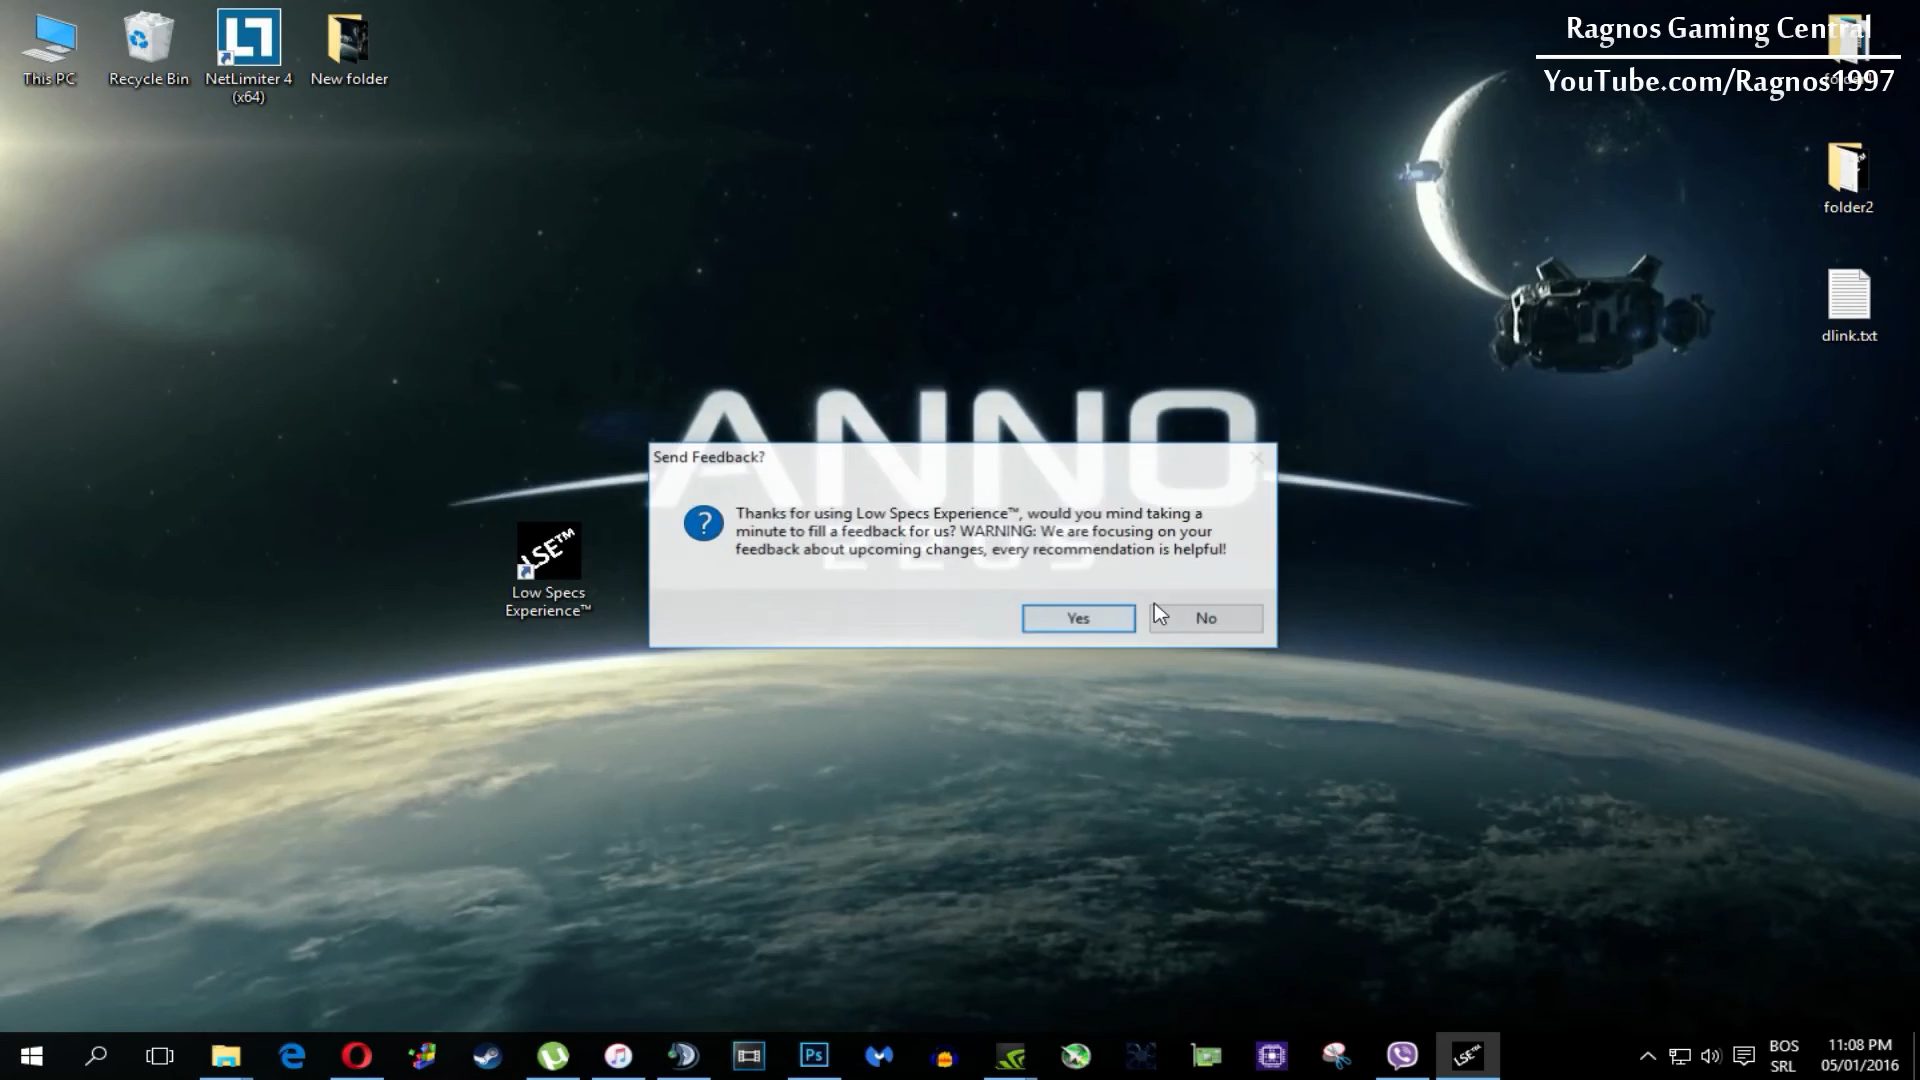 This PC
Recycle Bin
NetLimiter 4
(x64)
New folder
Ragnos Gaming Central
YouTube.com/Ragnos1997
folder2
dlink.txt
ANNO
Send Feedback?
Thanks for using Low Specs Experience™, would you mind taking a
minute to fill a feedback for us? WARNING: We are focusing on your
feedback about upcoming changes, every recommendation is helpful!
Yes
No
LSE™
Low Specs
Experience™
Ps
LSE™
BOS
SRL
11:08 PM
05/01/2016